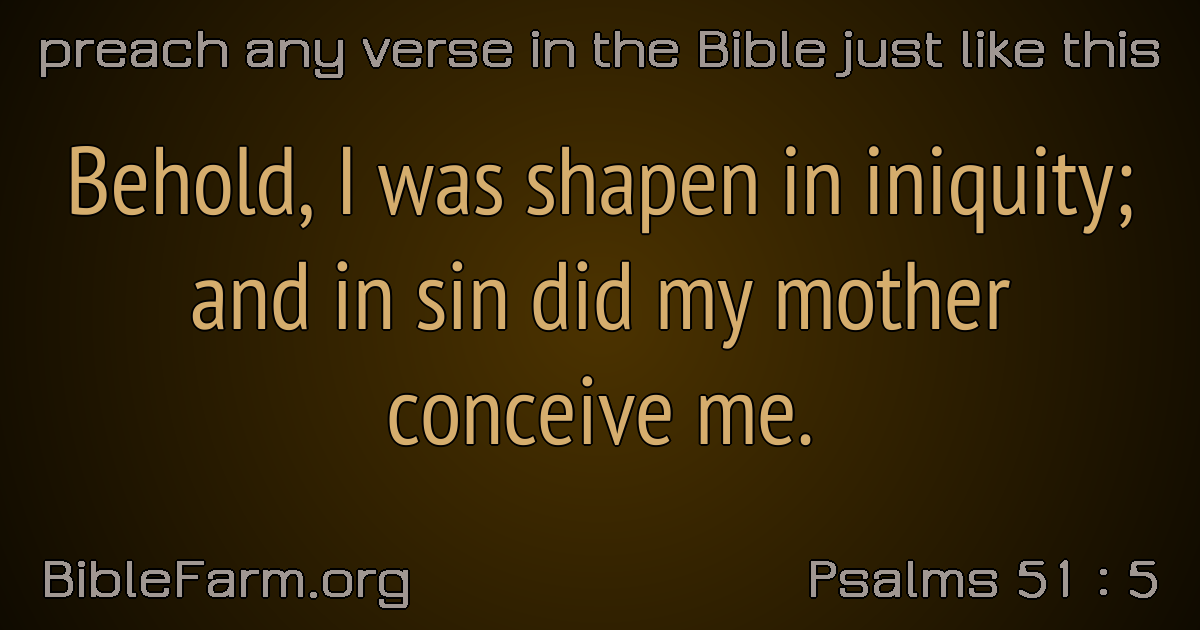 preach any verse in the Bible just like this
Behold, I was shapen in iniquity;
and in sin did my mother
conceive me.
BibleFarm.org
Psalms 51 : 5